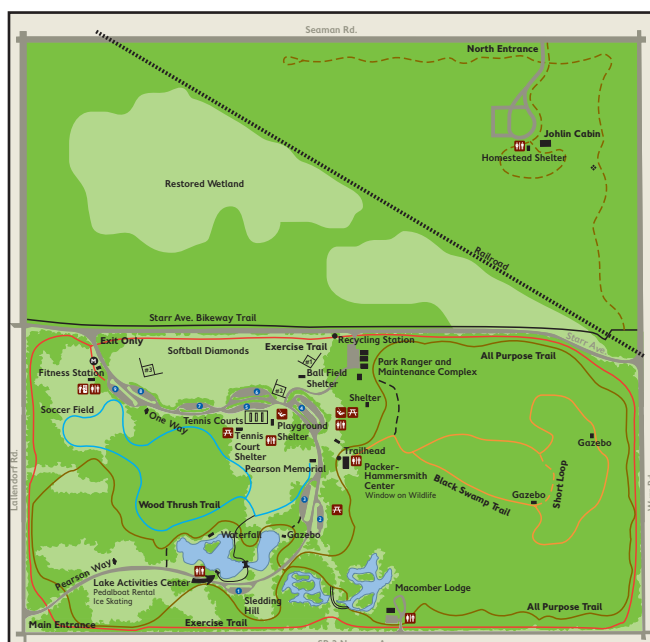 Seaman Rd.
North Entrance
Johlin Cabin
Homestead Shelter
Restored Wetland
Railroad
Starr Ave. Bikeway Trail
Starr Ave.
Exit Only
Softball Diamonds
Exercise Trail
Recycling Station
All Purpose Trail
#3
#1
Park Ranger and
Maintenance Complex
M
Fitness Station
Ball Field
Shelter
#2
Shelter
Soccer Field
One Way
Tennis Courts
Playground
Shelter
Tennis
Court
Shelter
Trailhead
Gazebo
Pearson Memorial
Packer-
Hammersmith
Center
Window on Wildlife
Black Swamp Trail
Short Loop
Gazebo
Lallendorf Rd.
Wood Thrush Trail
Waterfall
Gazebo
Pearson Way
Lake Activities Center
Pedalboat Rental
Ice Skating
Macomber Lodge
Sledding
Hill
Main Entrance
Exercise Trail
All Purpose Trail